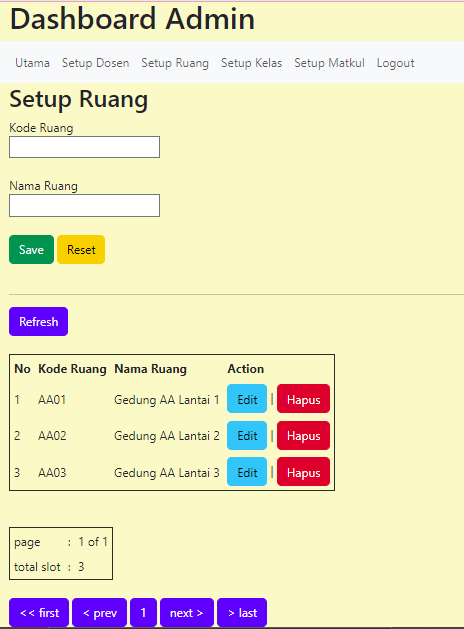 Dashboard Admin
Utama Setup Dosen Setup Ruang Setup Kelas Setup Matkul Logout
Setup Ruang
Kode Ruang
Nama Ruang
Save Reset
Refresh
No Kode Ruang Nama Ruang Action
1 AA01 Gedung AA Lantai 1 Edit | Hapus
2 AA02 Gedung AA Lantai 2 Edit | Hapus
3 AA03 Gedung AA Lantai 3 Edit | Hapus
page : 1 of 1
total slot : 3
<< first < prev 1 next > > last